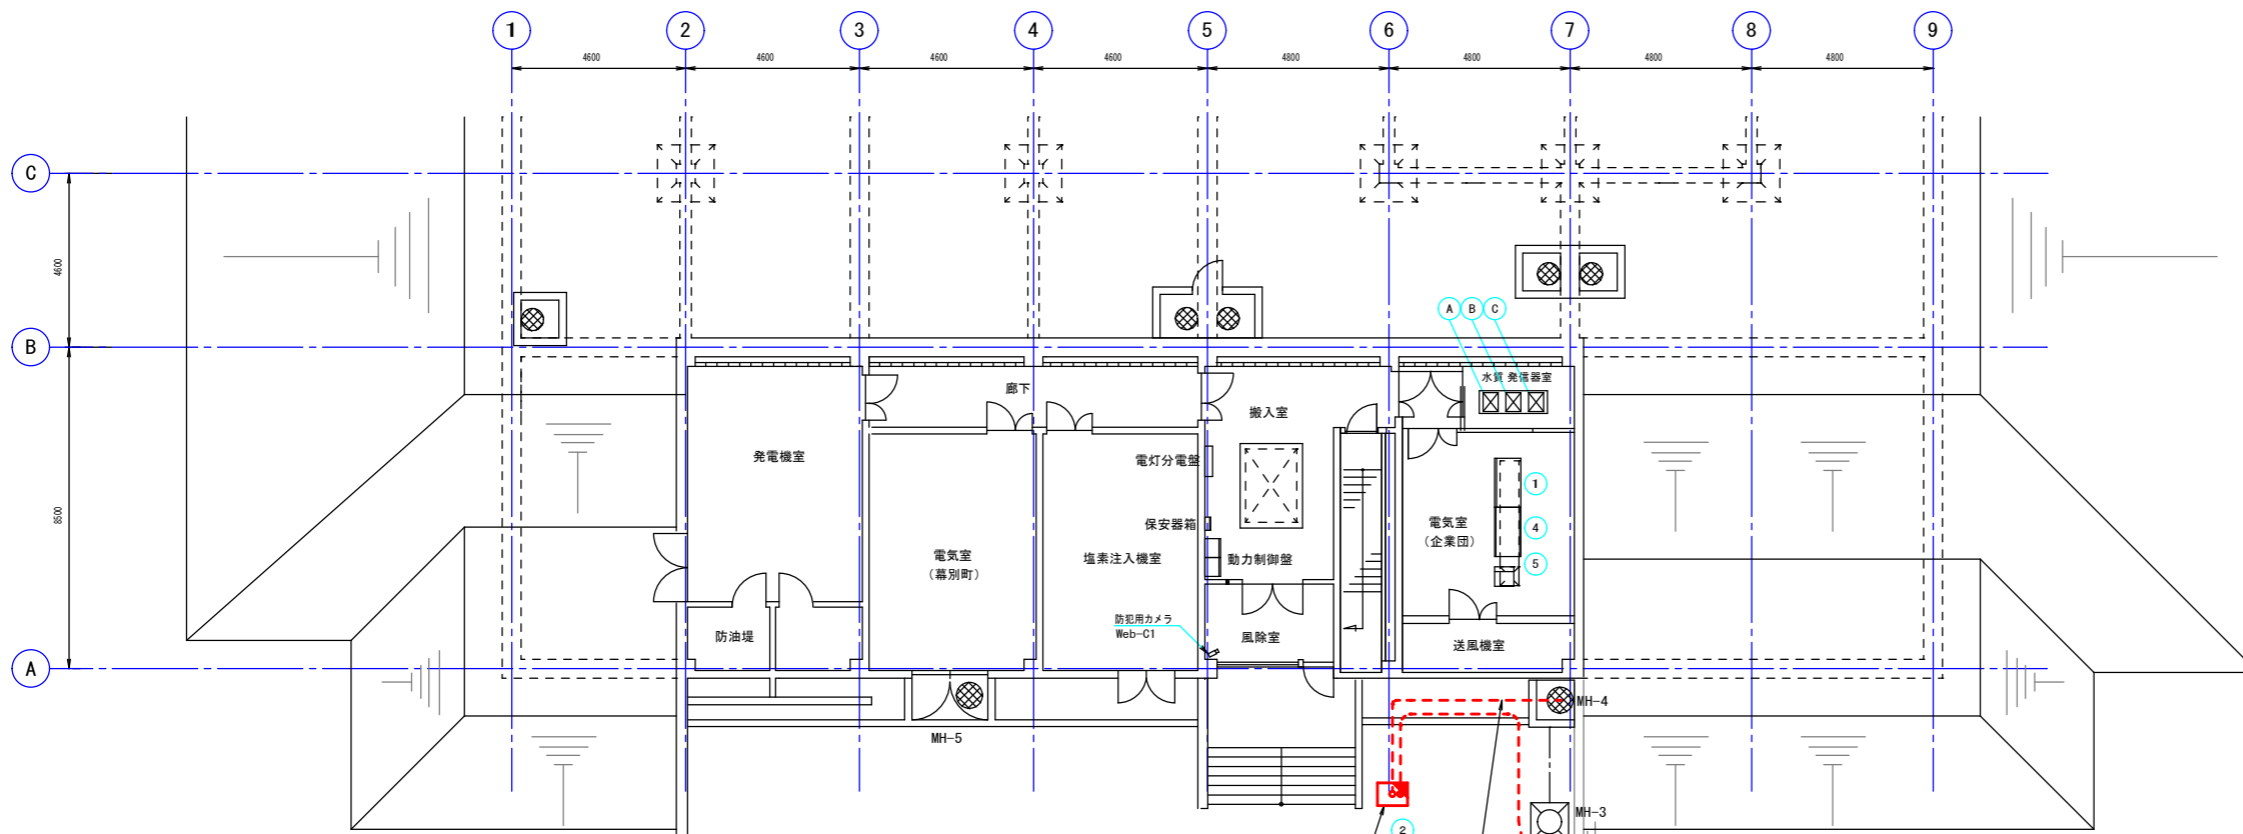 1 2 3 4 5 6 7 8 9
4600 4600 4600 4600 4800 4800 4800 4800
C
4600
B
A B C
水質 発信器室
廊下
搬入室
発電機室
電灯分電盤
1
8500
保安器箱
電気室
(企業団)
4
電気室
(幕別町)
塩素注入機室
動力制御盤
5
防犯用カメラ
Web-C1
防油堤
風除室
送風機室
A
MH-4
MH-5
MH-3
2